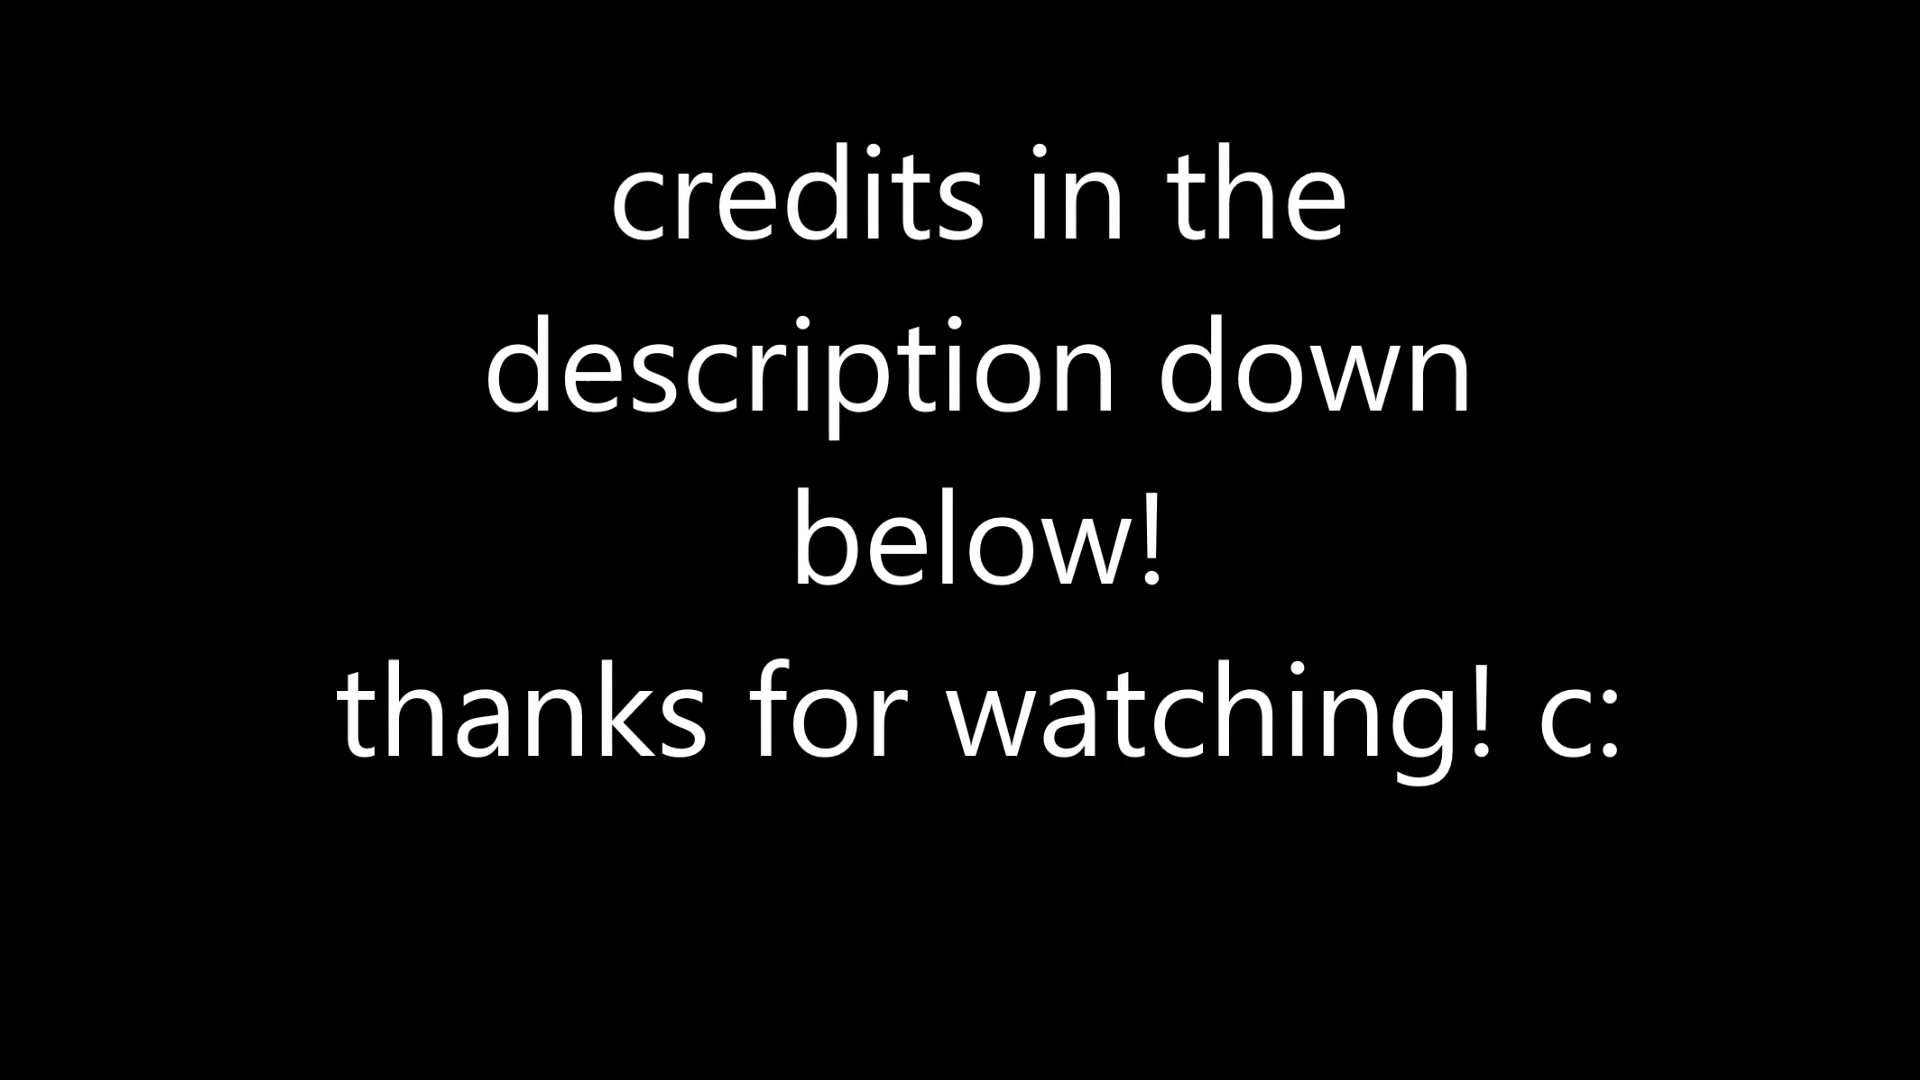 credits in the
description down
below!
thanks for watching! c: